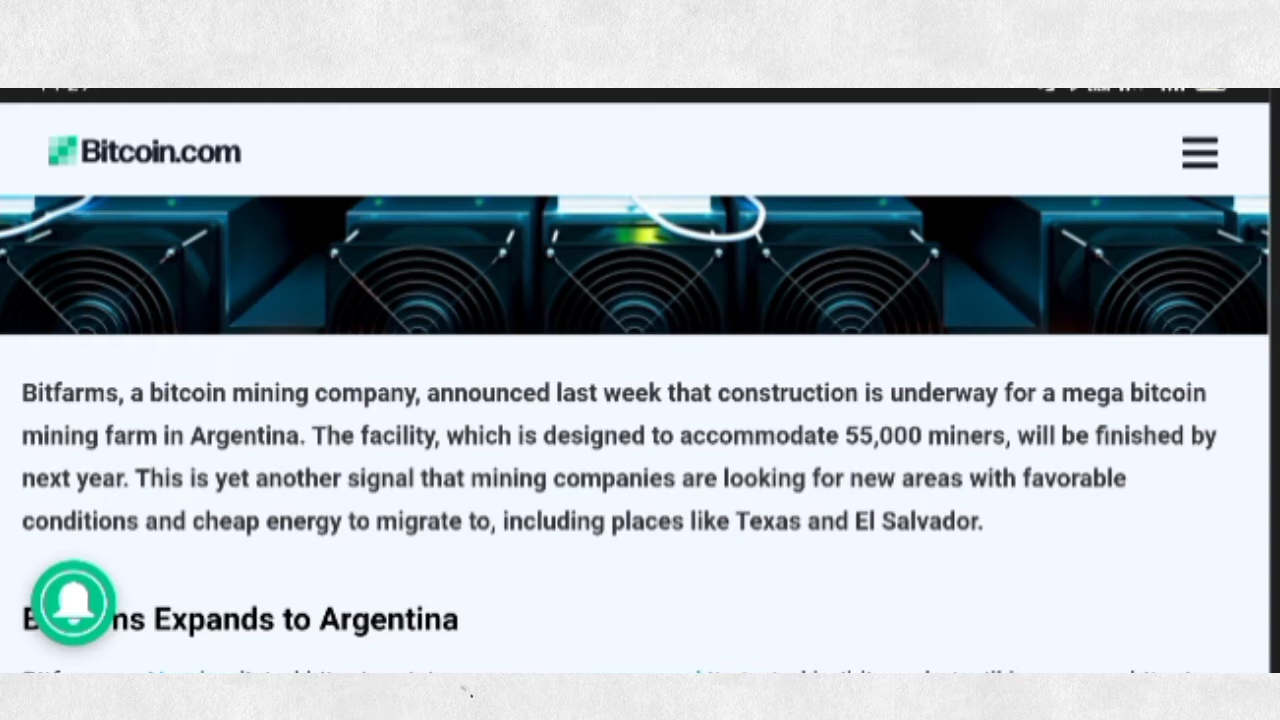 Bitcoin.com
Bitfarms, a bitcoin mining company, announced last week that construction is underway for a mega bitcoin
mining farm in Argentina. The facility, which is designed to accommodate 55,000 miners, will be finished by
next year. This is yet another signal that mining companies are looking for new areas with favorable
conditions and cheap energy to migrate to, including places like Texas and El Salvador.
Expands to Argentina